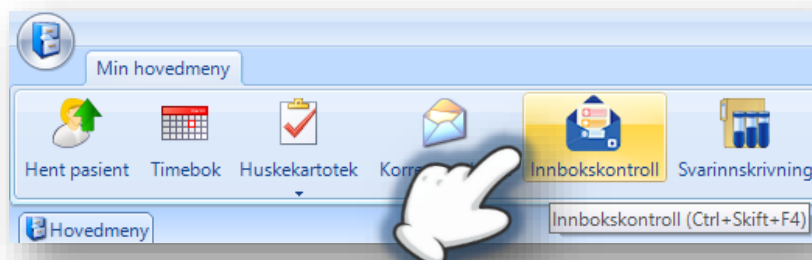 Min hovedmeny
Hent pasient Timebok Huskekartotek Innbokskontroll Svarinnskrivning
Innbokskontroll (Ctrl+Skift+F4)
Hovedmeny